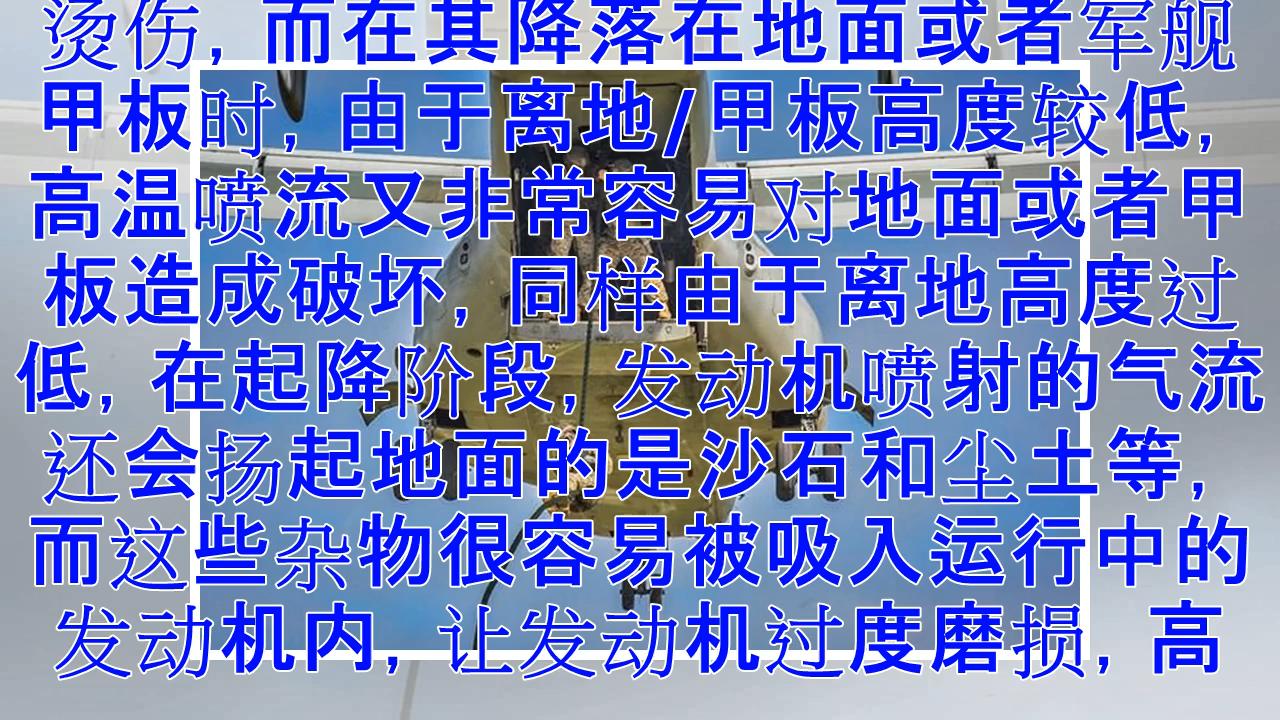 烫伤, 而在其降落在地面或者军舰
甲板时, 由于离地/甲板高度较低,
高温喷流又非常容易对地面或者甲
板造成破坏, 同样由于离地高度过
低, 在起降阶段, 发动机喷射的气流
还会扬起地面的是沙石和尘土等,
而这些杂物很容易被吸入运行中的
发动机内, 让发动机过度磨损, 高